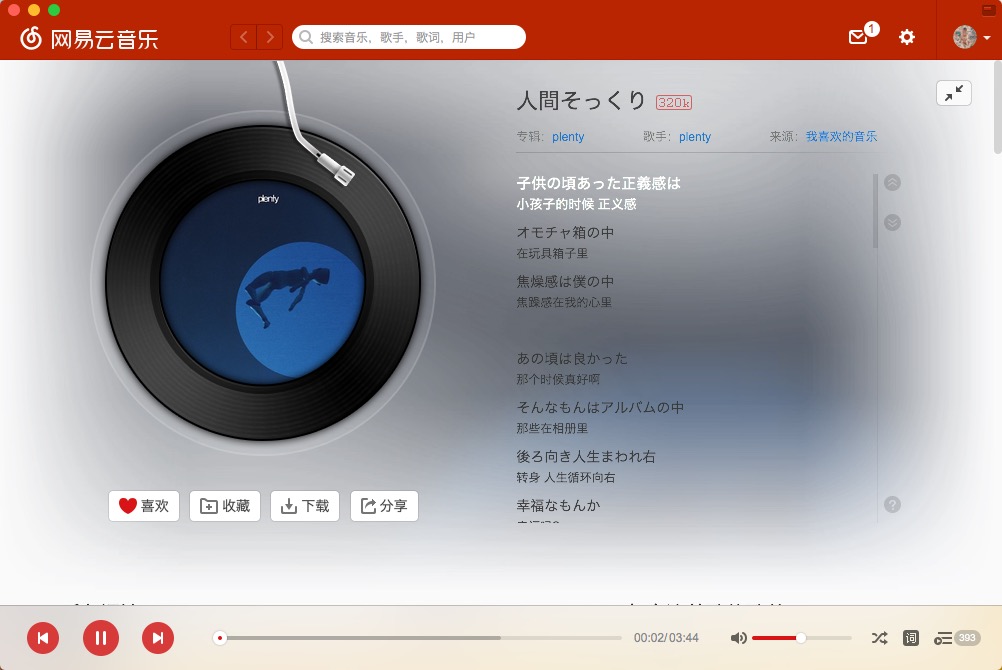 网易云音乐
搜索音乐，歌手，歌词，用户
1
人間そっくり 320k
专辑: plenty 歌手: plenty 来源: 我喜欢的音乐
plenty
子供の頃あった正義感は
小孩子的时候 正义感
オモチャ箱の中
在玩具箱子里
焦燥感は僕の中
焦躁感在我的心里
あの頃は良かった
那个时候真好啊
そんなもんはアルバムの中
那些在相册里
後ろ向き人生まわれ右
转身 人生循环向右
幸福なもんか
喜欢 收藏 下载 分享
?
00:02/03:44 词 393